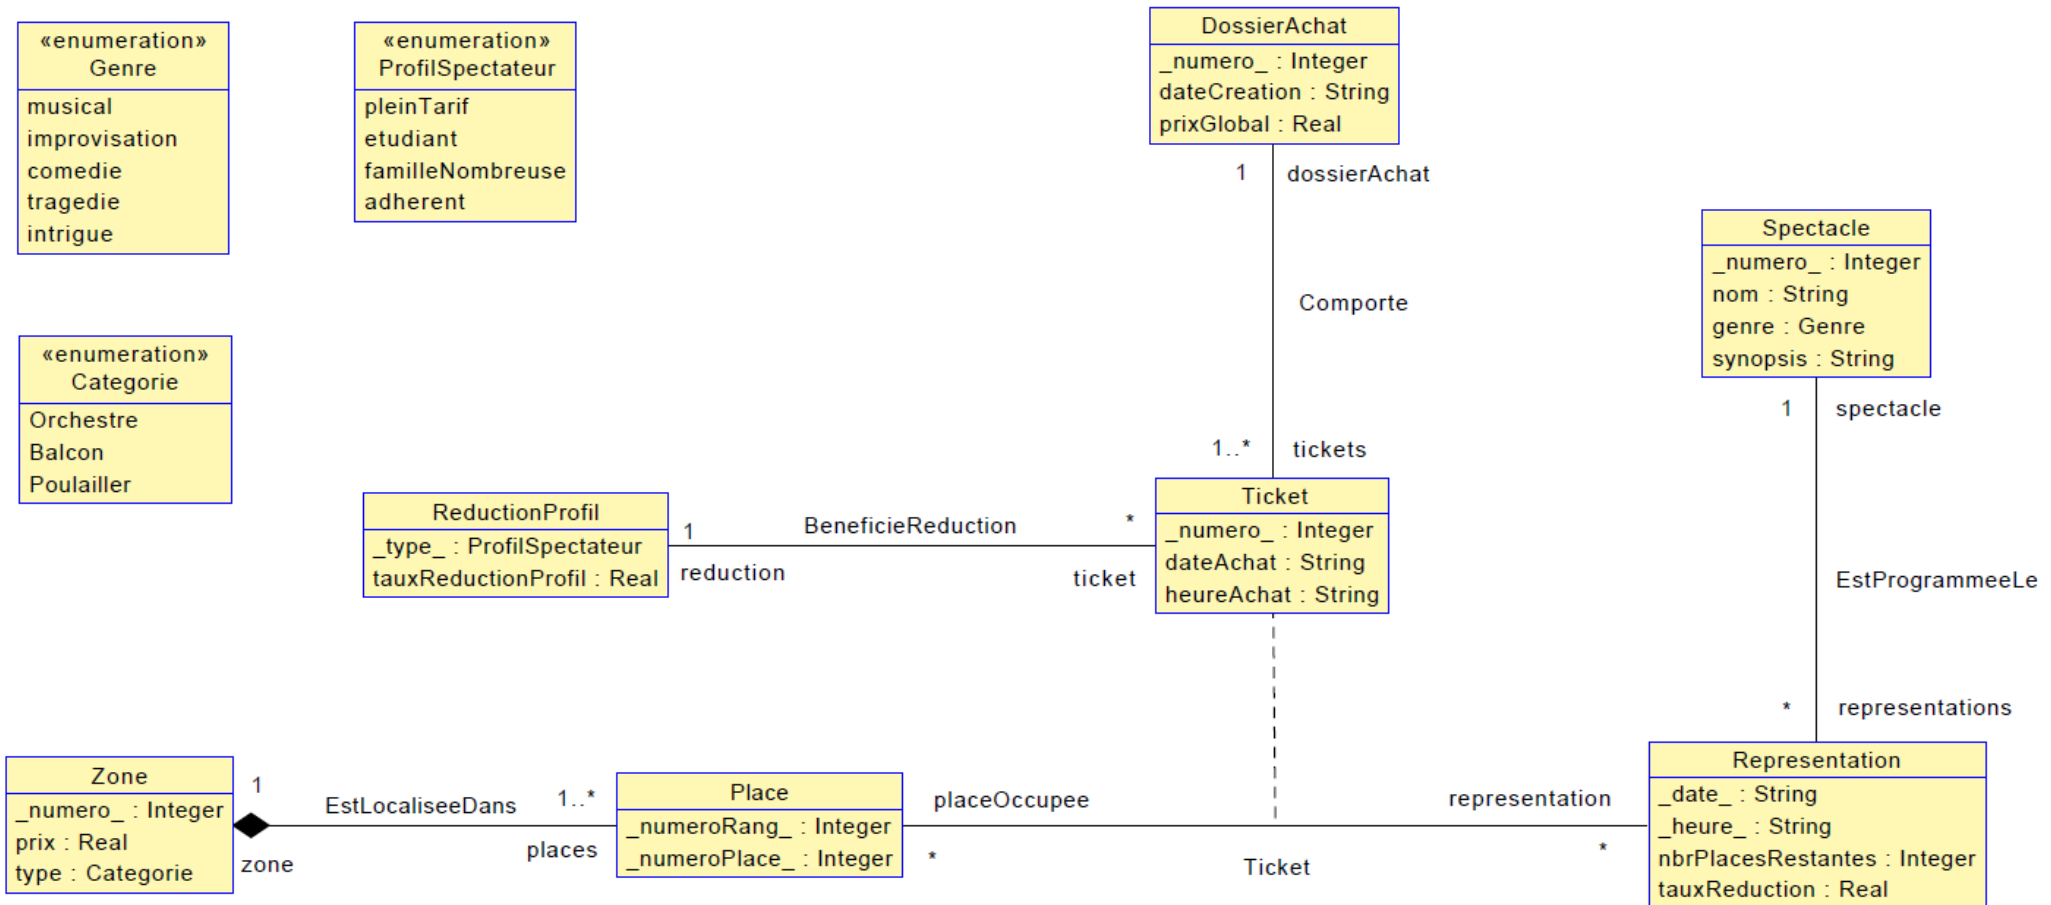 «enumeration»
Genre
musical
improvisation
comedie
tragedie
intrigue
«enumeration»
ProfilSpectateur
pleinTarif
etudiant
familleNombreuse
adherent
DossierAchat
_numero_ : Integer
dateCreation : String
prixGlobal : Real
1 dossierAchat
Comporte
1..* tickets
Spectacle
_numero_ : Integer
nom : String
genre : Genre
synopsis : String
1 spectacle
EstProgrammeeLe
* representations
«enumeration»
Categorie
Orchestre
Balcon
Poulailler
ReductionProfil
_type_ : ProfilSpectateur
tauxReductionProfil : Real
1 BeneficieReduction *
reduction ticket
Ticket
_numero_ : Integer
dateAchat : String
heureAchat : String
Zone
_numero_ : Integer
prix : Real
type : Categorie
1 EstLocaliseeDans 1..*
zone places
Place
_numeroRang_ : Integer
_numeroPlace_ : Integer
placeOccupee representation
* Ticket *
Representation
_date_ : String
_heure_ : String
nbrPlacesRestantes : Integer
tauxReduction : Real